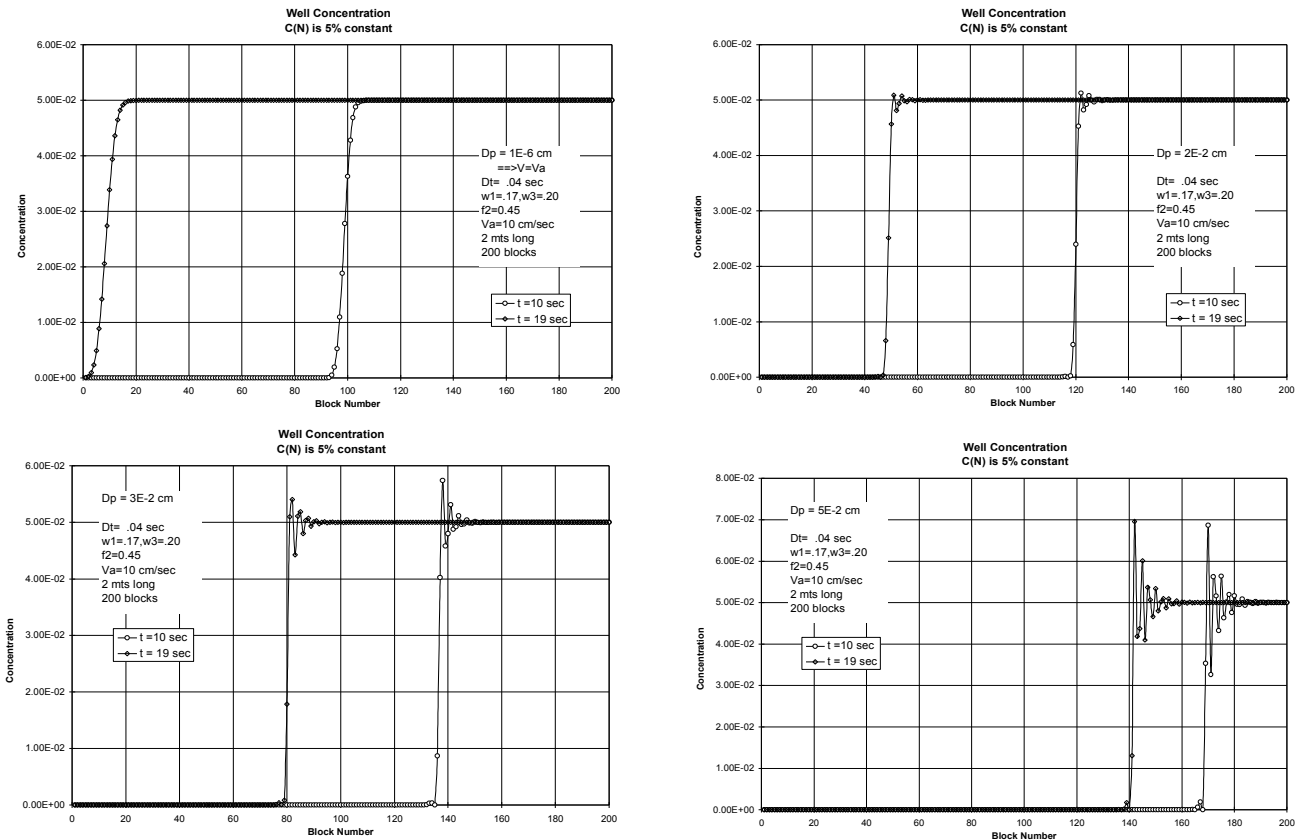 Well Concentration
C(N) is 5% constant
6.00E-02
5.00E-02
4.00E-02
3.00E-02
2.00E-02
1.00E-02
0.00E+00
Concentration
Dp = 1E-6 cm
==>V=Va
Dt= .04 sec
w1=.17,w3=.20
f2=0.45
Va=10 cm/sec
2 mts long
200 blocks
t =10 sec
t = 19 sec
0 20 40 60 80 100 120 140 160 180 200
Block Number
Well Concentration
C(N) is 5% constant
6.00E-02
5.00E-02
4.00E-02
3.00E-02
2.00E-02
1.00E-02
0.00E+00
Concentration
Dp = 2E-2 cm
Dt= .04 sec
w1=.17,w3=.20
f2=0.45
Va=10 cm/sec
2 mts long
200 blocks
t =10 sec
t = 19 sec
0 20 40 60 80 100 120 140 160 180 200
Block Number
Well Concentration
C(N) is 5% constant
6.00E-02
5.00E-02
4.00E-02
3.00E-02
2.00E-02
1.00E-02
0.00E+00
Concentration
Dp = 3E-2 cm
Dt= .04 sec
w1=.17,w3=.20
f2=0.45
Va=10 cm/sec
2 mts long
200 blocks
t =10 sec
t = 19 sec
0 20 40 60 80 100 120 140 160 180 200
Block Number
Well Concentration
C(N) is 5% constant
8.00E-02
7.00E-02
6.00E-02
5.00E-02
4.00E-02
3.00E-02
2.00E-02
1.00E-02
0.00E+00
Concentration
Dp = 5E-2 cm
Dt= .04 sec
w1=.17,w3=.20
f2=0.45
Va=10 cm/sec
2 mts long
200 blocks
t =10 sec
t = 19 sec
0 20 40 60 80 100 120 140 160 180 200
Block Number